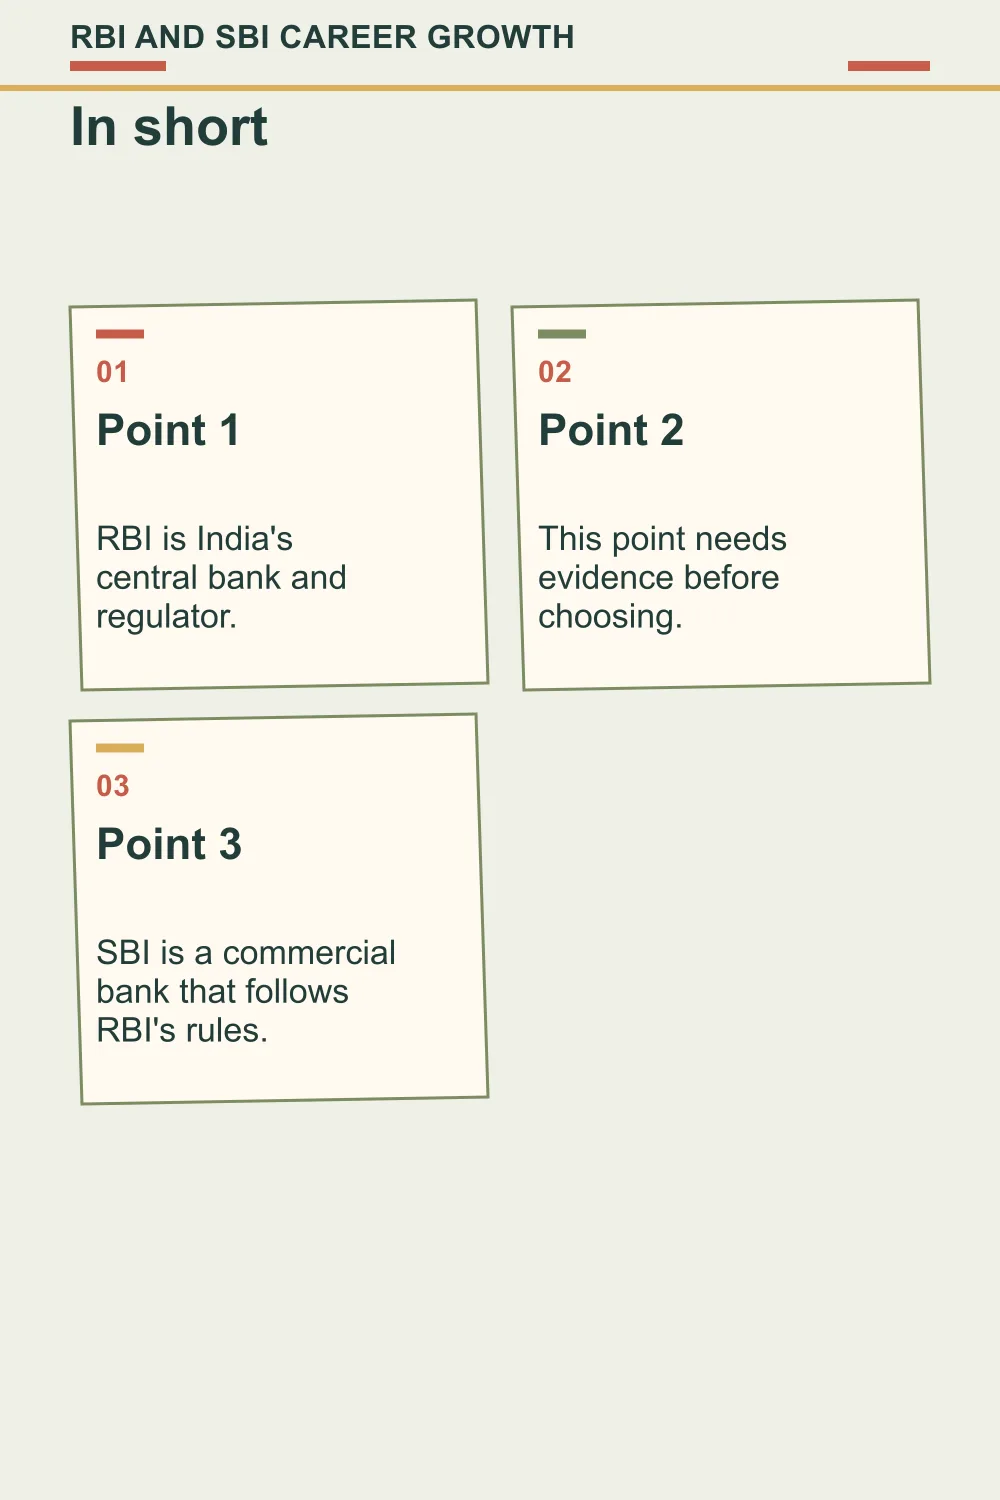 RBI AND SBI CAREER GROWTH
In short
01
Point 1
RBI is India's
central bank and
regulator.
02
Point 2
This point needs
evidence before
choosing.
03
Point 3
SBI is a commercial
bank that follows
RBI's rules.